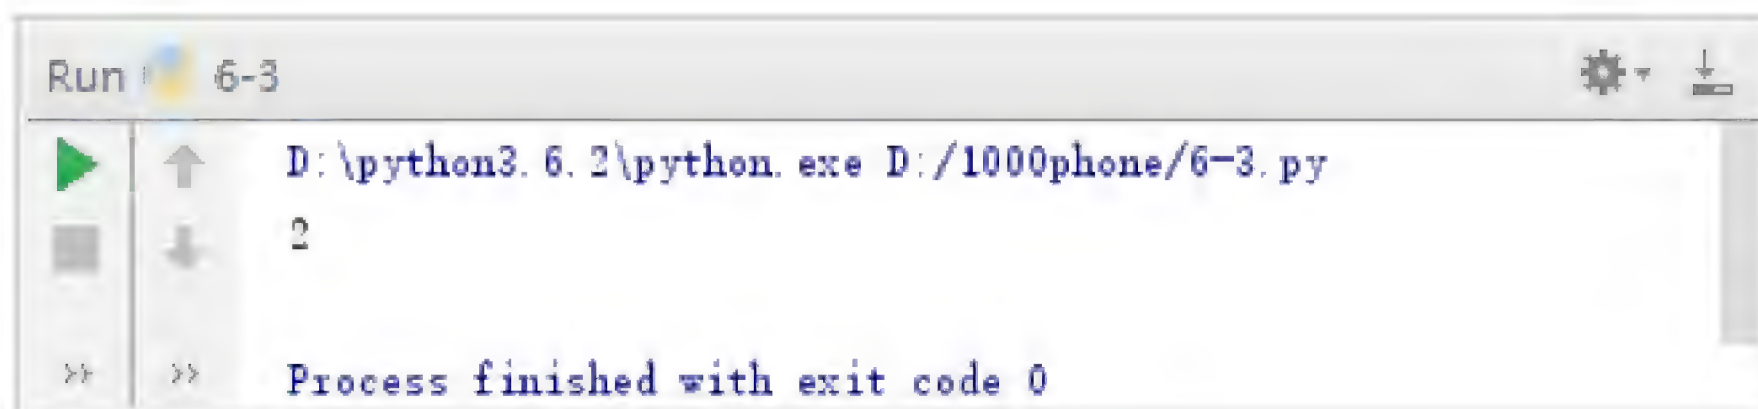 Run 6-3
D:\python3.6.2\python.exe D:/1000phone/6-3.py
2
Process finished with exit code 0